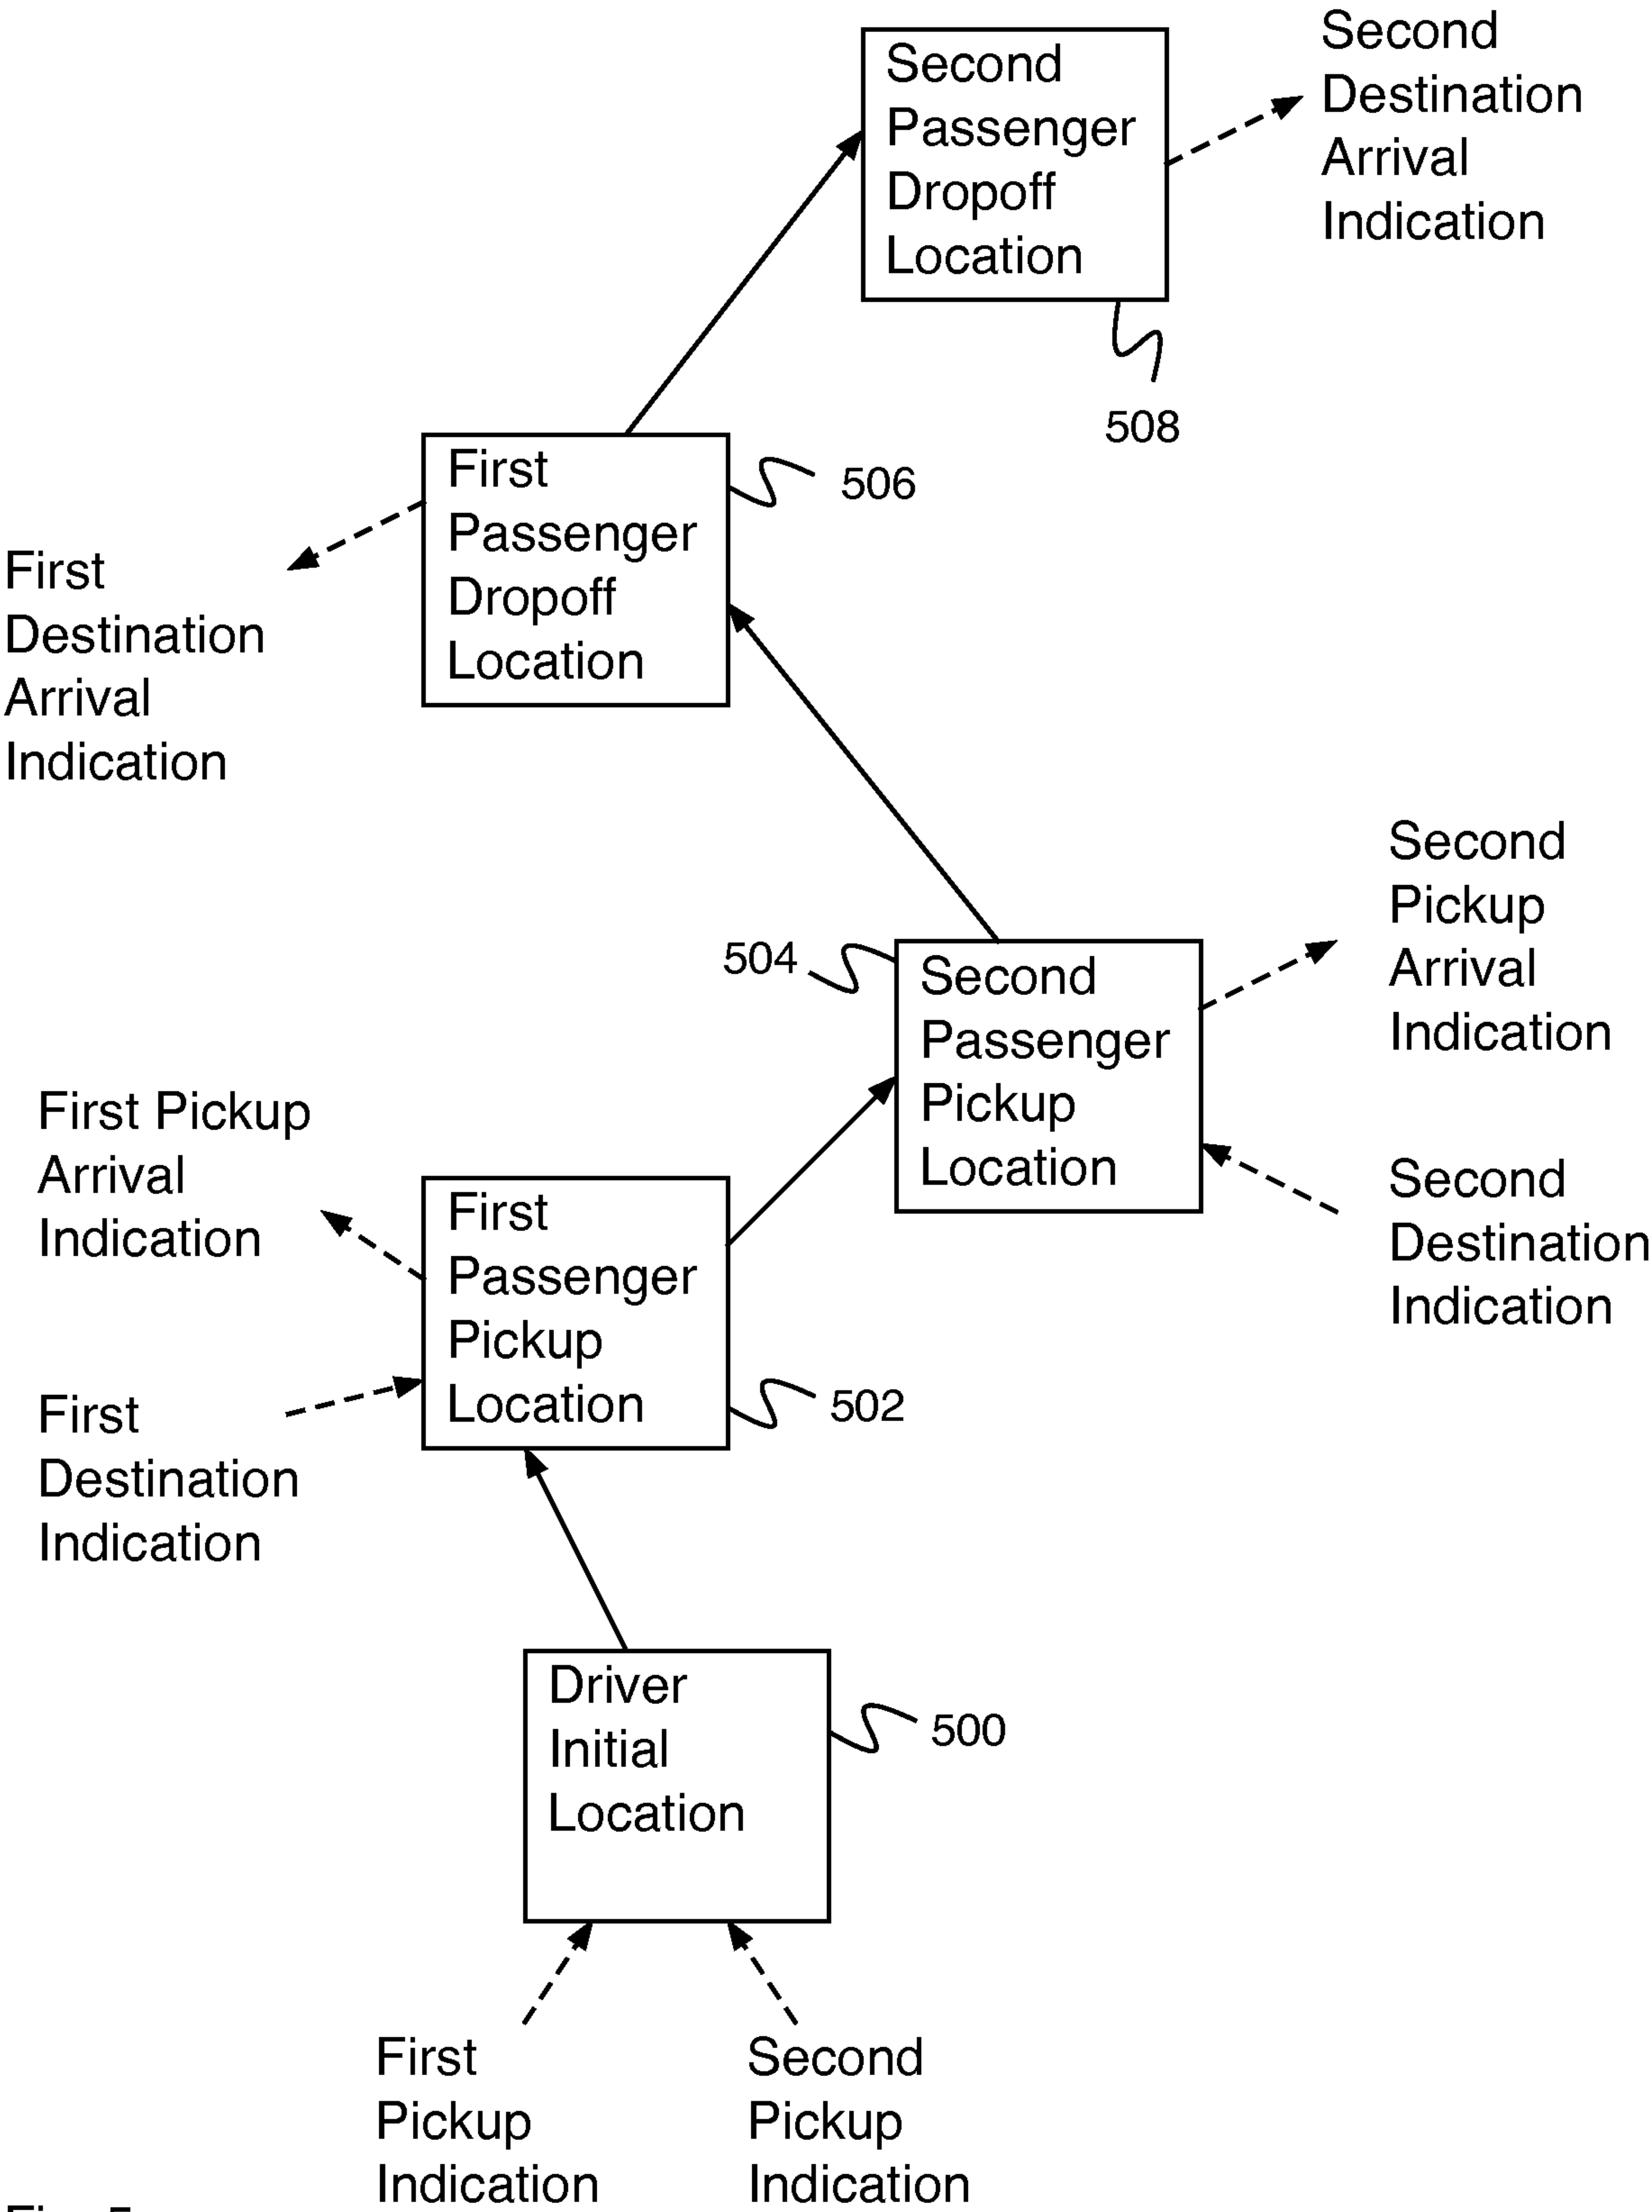 Second
Passenger
Dropoff
Location
Second
Destination
Arrival
Indication
508
First
Passenger
Dropoff
Location
506
First
Destination
Arrival
Indication
Second
Pickup
Arrival
Indication
504
Second
Passenger
Pickup
Location
First Pickup
Arrival
Indication
Second
Destination
Indication
First
Passenger
Pickup
Location
502
First
Destination
Indication
Driver
Initial
Location
500
First
Pickup
Indication
Second
Pickup
Indication